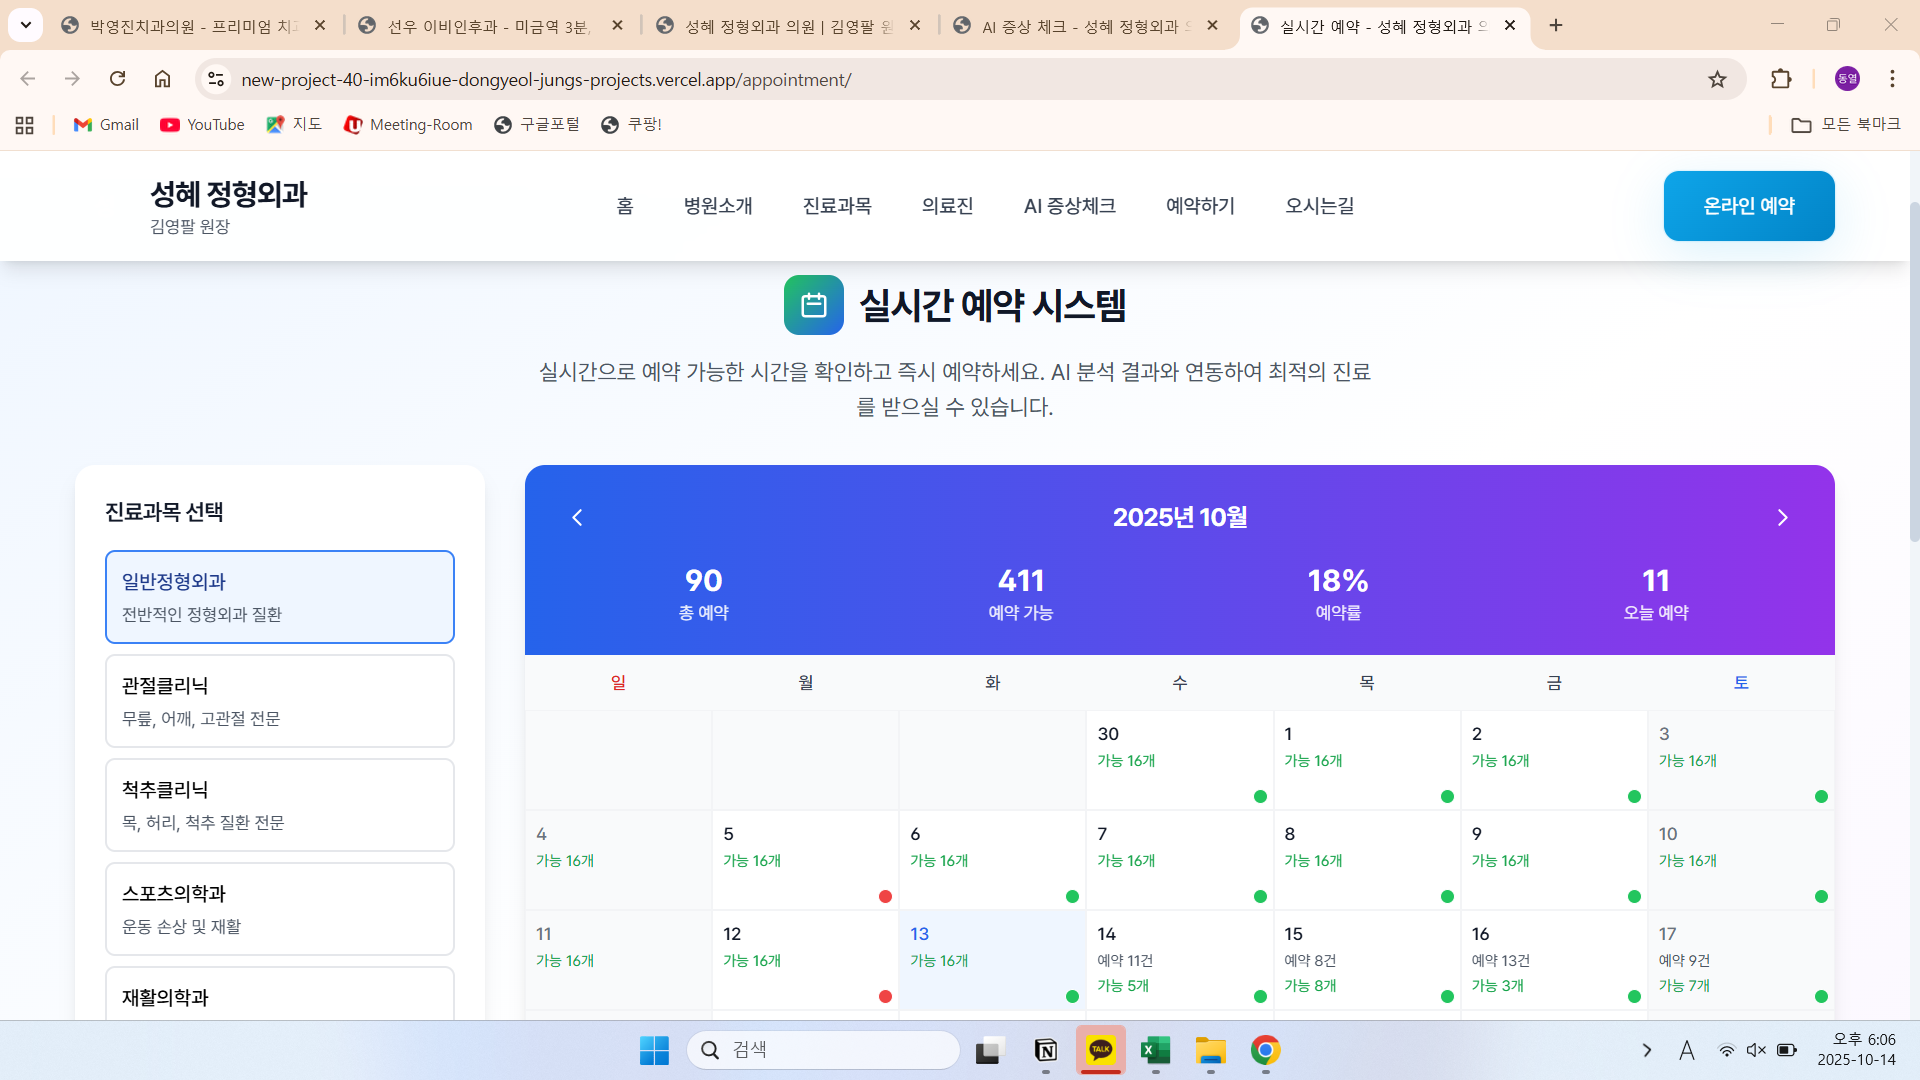 박영진치과의원 - 프리미엄 치
선우 이비인후과 - 미금역 3분,
성혜 정형외과 의원 | 김영팔 원
AI 증상 체크 - 성혜 정형외과
실시간 예약 - 성혜 정형외과
new-project-40-im6ku6iue-dongyeol-jungs-projects.vercel.app/appointment/
동열
Gmail
YouTube
지도
Meeting-Room
구글포털
쿠팡!
모든 북마크
성혜 정형외과
김영팔 원장
홈
병원소개
진료과목
의료진
AI 증상체크
예약하기
오시는길
온라인 예약
실시간 예약 시스템
실시간으로 예약 가능한 시간을 확인하고 즉시 예약하세요. AI 분석 결과와 연동하여 최적의 진료
를 받으실 수 있습니다.
진료과목 선택
일반정형외과
전반적인 정형외과 질환
관절클리닉
무릎, 어깨, 고관절 전문
척추클리닉
목, 허리, 척추 질환 전문
스포츠의학과
운동 손상 및 재활
재활의학과
2025년 10월
90
총 예약
411
예약 가능
18%
예약률
11
오늘 예약
일 월 화 수 목 금 토
30
가능 16개
1
가능 16개
2
가능 16개
3
가능 16개
4
가능 16개
5
가능 16개
6
가능 16개
7
가능 16개
8
가능 16개
9
가능 16개
10
가능 16개
11
가능 16개
12
가능 16개
13
가능 16개
14
예약 11건
가능 5개
15
예약 8건
가능 8개
16
예약 13건
가능 3개
17
예약 9건
가능 7개
검색
TALK
A
오후 6:06
2025-10-14